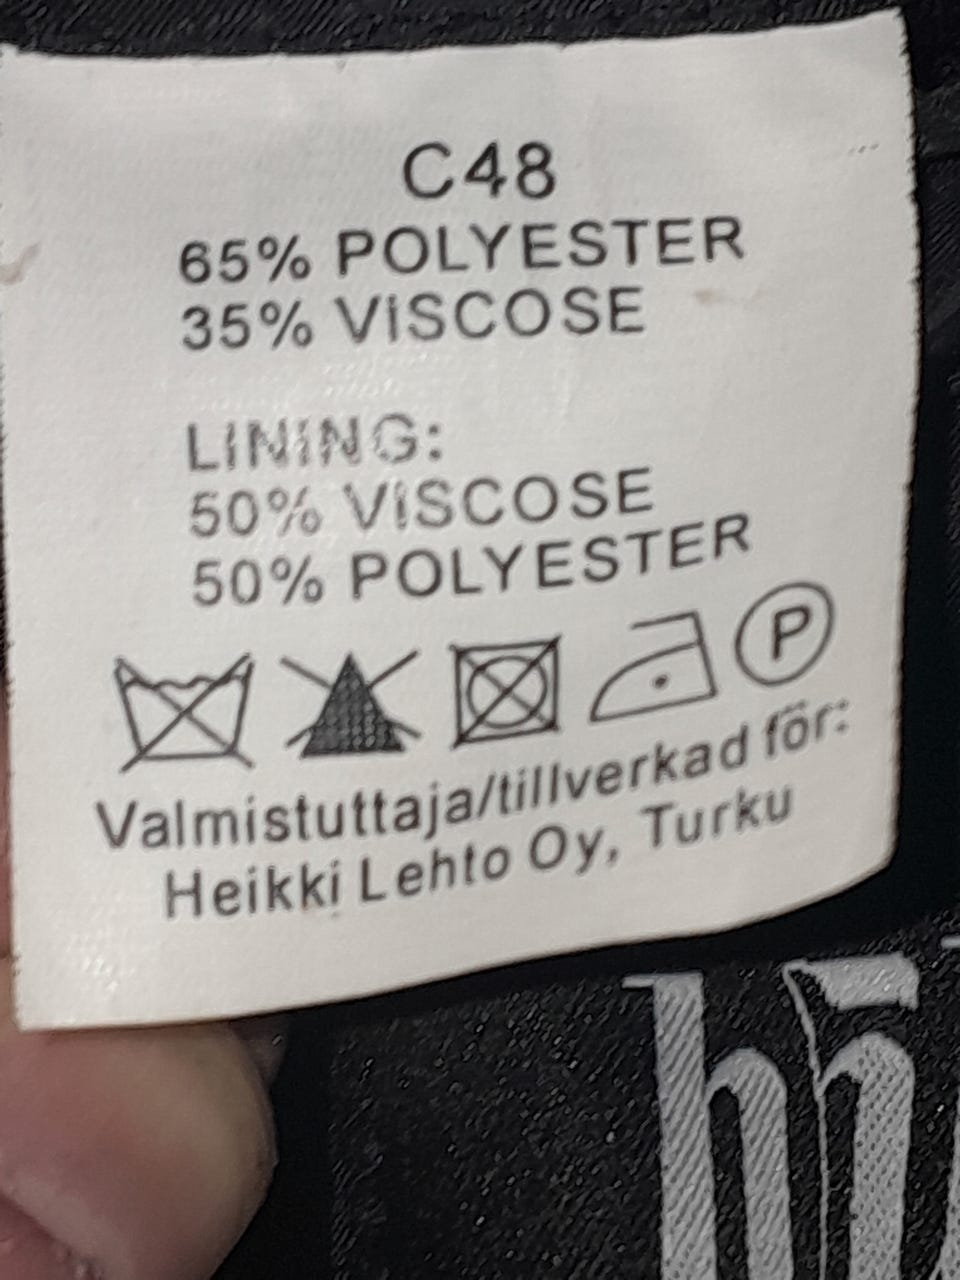 C48
65% POLYESTER
35% VISCOSE
LINING:
50% VISCOSE
50% POLYESTER
P
Valmistuttaja/tillverkad för:
Heikki Lehto Oy, Turku